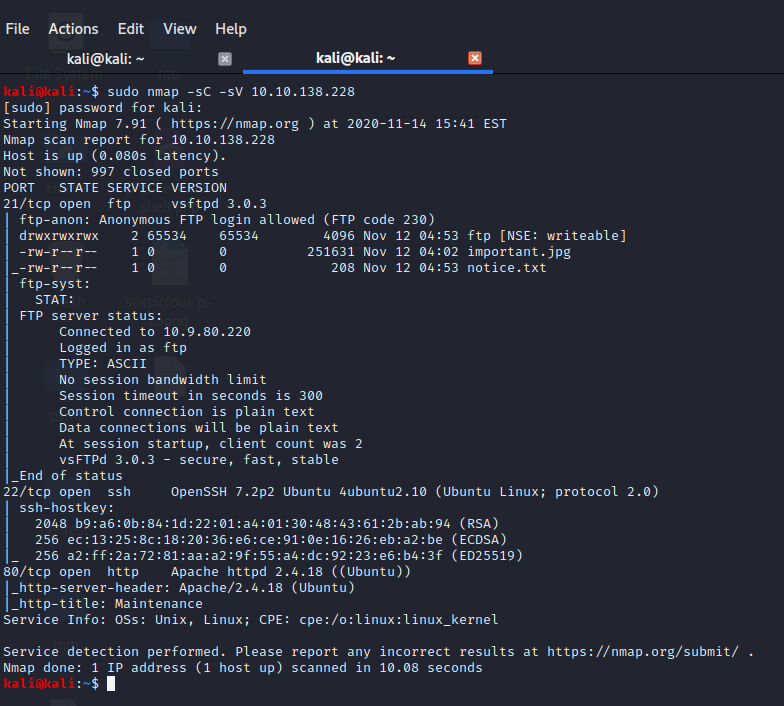 File Actions Edit View Help
kali@kali: ~ kali@kali: ~
kali@kali:~$ sudo nmap -sC -sV 10.10.138.228
[sudo] password for kali:
Starting Nmap 7.91 ( https://nmap.org ) at 2020-11-14 15:41 EST
Nmap scan report for 10.10.138.228
Host is up (0.080s latency).
Not shown: 997 closed ports
PORT   STATE SERVICE VERSION
21/tcp open  ftp     vsftpd 3.0.3
| ftp-anon: Anonymous FTP login allowed (FTP code 230)
| drwxrwxrwx    2 65534    65534        4096 Nov 12 04:53 ftp [NSE: writeable]
| -rw-r--r--    1 0        0          251631 Nov 12 04:02 important.jpg
|_-rw-r--r--    1 0        0             208 Nov 12 04:53 notice.txt
| ftp-syst:
|   STAT:
| FTP server status:
|      Connected to 10.9.80.220
|      Logged in as ftp
|      TYPE: ASCII
|      No session bandwidth limit
|      Session timeout in seconds is 300
|      Control connection is plain text
|      Data connections will be plain text
|      At session startup, client count was 2
|      vsFTPd 3.0.3 - secure, fast, stable
|_End of status
22/tcp open  ssh     OpenSSH 7.2p2 Ubuntu 4ubuntu2.10 (Ubuntu Linux; protocol 2.0)
| ssh-hostkey:
|   2048 b9:a6:0b:84:1d:22:01:a4:01:30:48:43:61:2b:ab:94 (RSA)
|   256 ec:13:25:8c:18:20:36:e6:ce:91:0e:16:26:eb:a2:be (ECDSA)
|_  256 a2:ff:2a:72:81:aa:a2:9f:55:a4:dc:92:23:e6:b4:3f (ED25519)
80/tcp open  http    Apache httpd 2.4.18 ((Ubuntu))
|_http-server-header: Apache/2.4.18 (Ubuntu)
|_http-title: Maintenance
Service Info: OSs: Unix, Linux; CPE: cpe:/o:linux:linux_kernel
Service detection performed. Please report any incorrect results at https://nmap.org/submit/ .
Nmap done: 1 IP address (1 host up) scanned in 10.08 seconds
kali@kali:~$